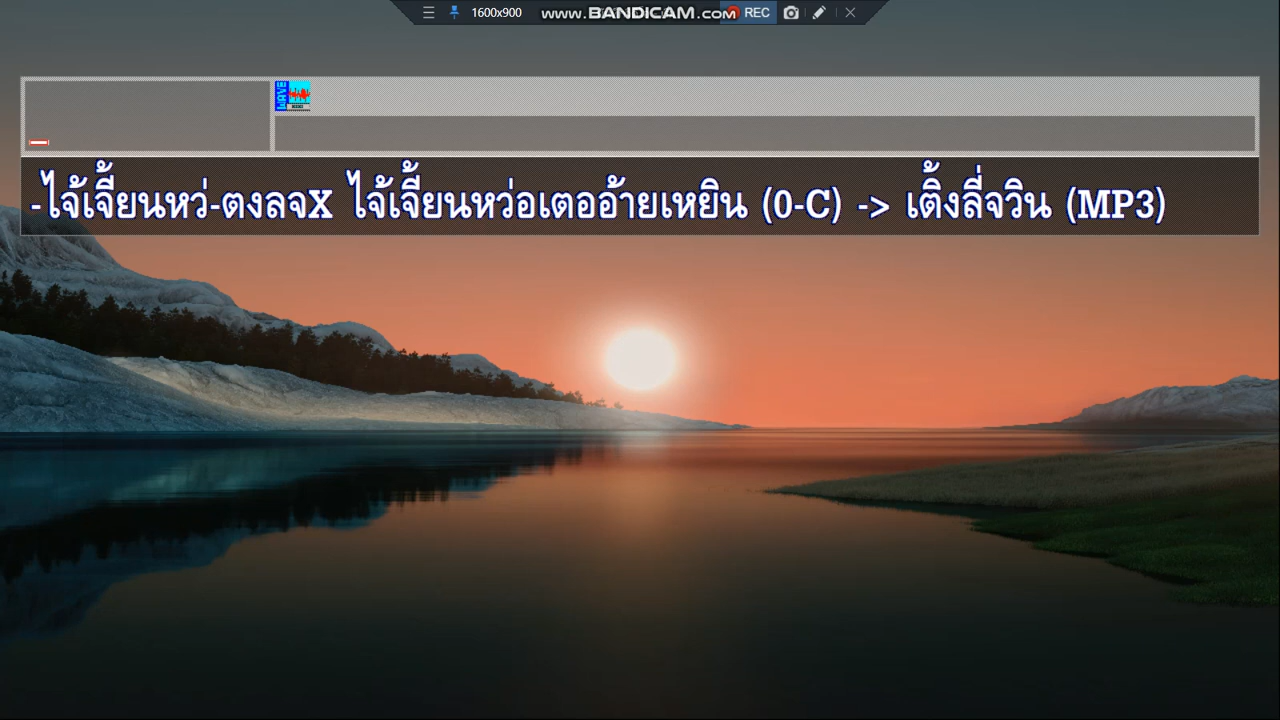 1600x900
www.BANDICAM.com
REC
WAVE
-ไจ้เจี้ยนหว่-ตงลจX ไจ้เจี้ยนหว่อเตออ้ายเหยิน (0-C) -> เติ้งลี่จวิน (MP3)